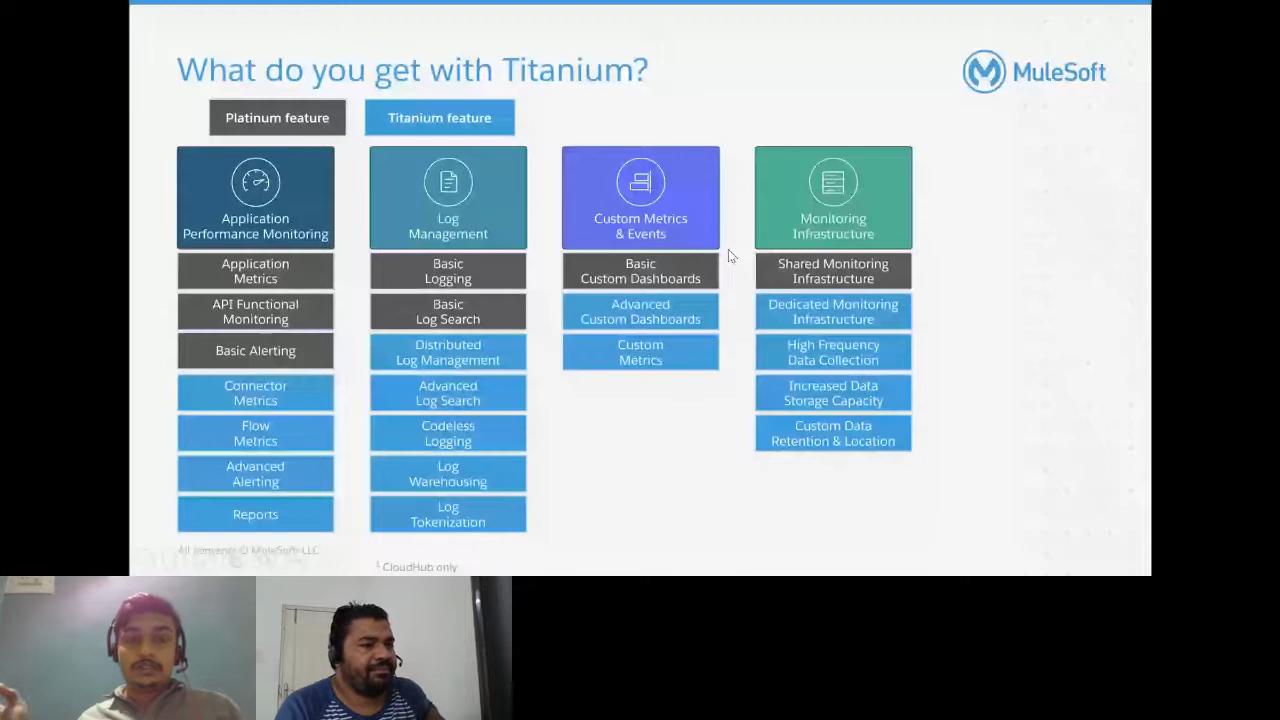 What do you get with Titanium?
MuleSoft
Platinum feature
Titanium feature
Application
Performance Monitoring
Application
Metrics
API Functional
Monitoring
Basic Alerting
Connector
Metrics
Flow
Metrics
Advanced
Alerting
Reports
Log
Management
Basic
Logging
Basic
Log Search
Distributed
Log Management
Advanced
Log Search
Codeless
Logging
Log
Warehousing
Log
Tokenization
Custom Metrics
& Events
Basic
Custom Dashboards
Advanced
Custom Dashboards
Custom
Metrics
Monitoring
Infrastructure
Shared Monitoring
Infrastructure
Dedicated Monitoring
Infrastructure
High Frequency
Data Collection
Increased Data
Storage Capacity
Custom Data
Retention & Location
All contents © MuleSoft LLC
1 CloudHub only